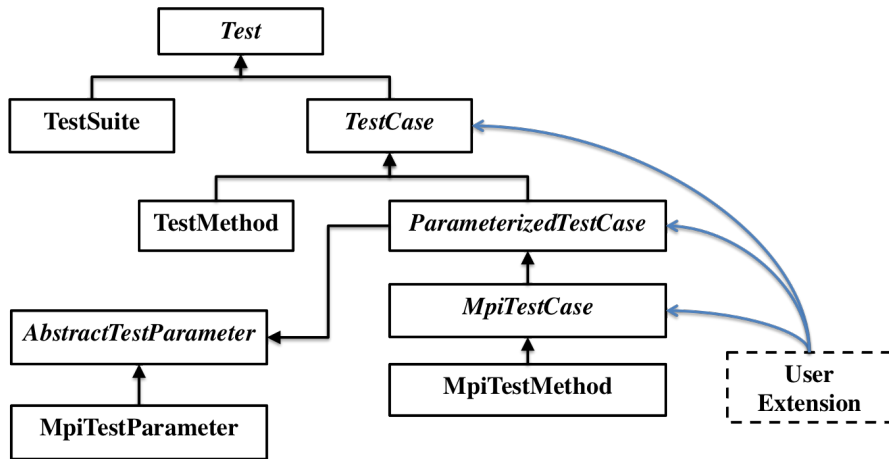 Test
TestSuite
TestCase
TestMethod
ParameterizedTestCase
MpiTestCase
AbstractTestParameter
MpiTestMethod
User
Extension
MpiTestParameter